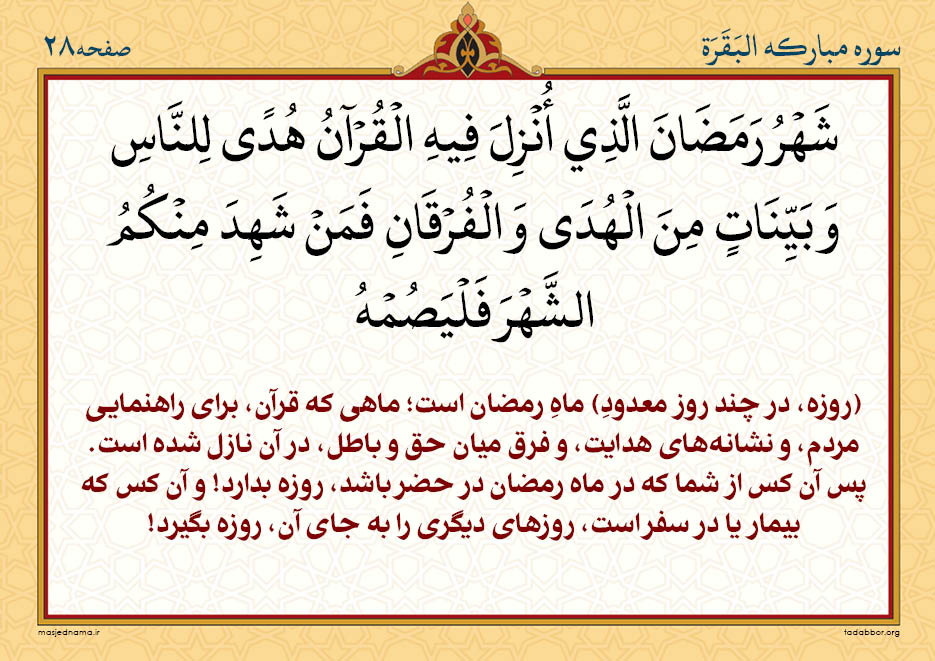 سوره مبارکه البَقَرَة
صفحه۲۸
شَهْرُ رَمَضَانَ الَّذِي أُنْزِلَ فِيهِ الْقُرْآنُ هُدًى لِلنَّاسِ
وَ بَيِّنَاتٍ مِنَ الْهُدَى وَ الْفُرْقَانِ فَمَنْ شَهِدَ مِنْكُمُ
الشَّهْرَ فَلْيَصُمْهُ
(روزه، در چند روز معدودِ) ماهِ رمضان است؛ ماهی که قرآن، برای راهنمایی
مردم، و نشانه‌های هدایت، و فرق میان حق و باطل، در آن نازل شده است.
پس آن کس از شما که در ماه رمضان در حضر باشد، روزه بدارد! و آن کس که
بیمار یا در سفر است، روزهای دیگری را به جای آن، روزه بگیرد!
masjednama.ir
tadabbor.org